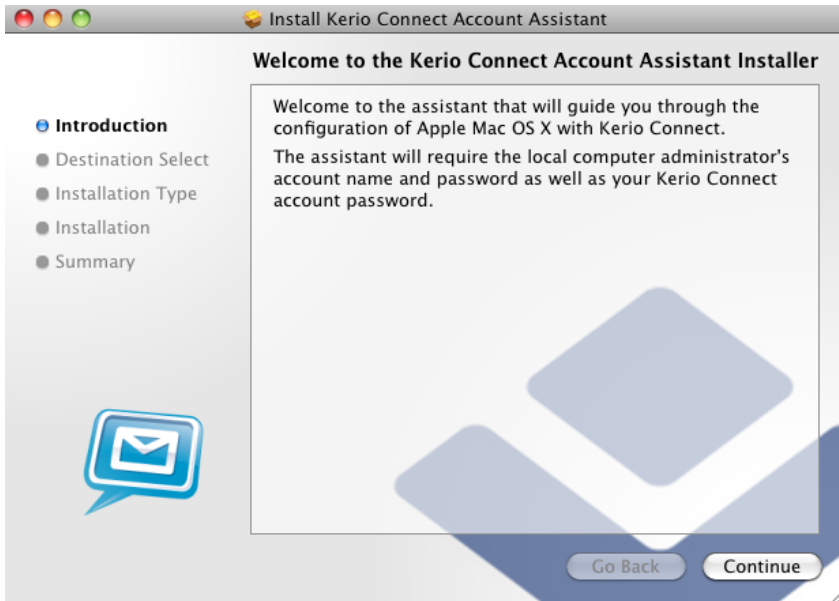 Install Kerio Connect Account Assistant
Welcome to the Kerio Connect Account Assistant Installer
Introduction
Destination Select
Installation Type
Installation
Summary
Welcome to the assistant that will guide you through the
configuration of Apple Mac OS X with Kerio Connect.
The assistant will require the local computer administrator's
account name and password as well as your Kerio Connect
account password.
Go Back
Continue